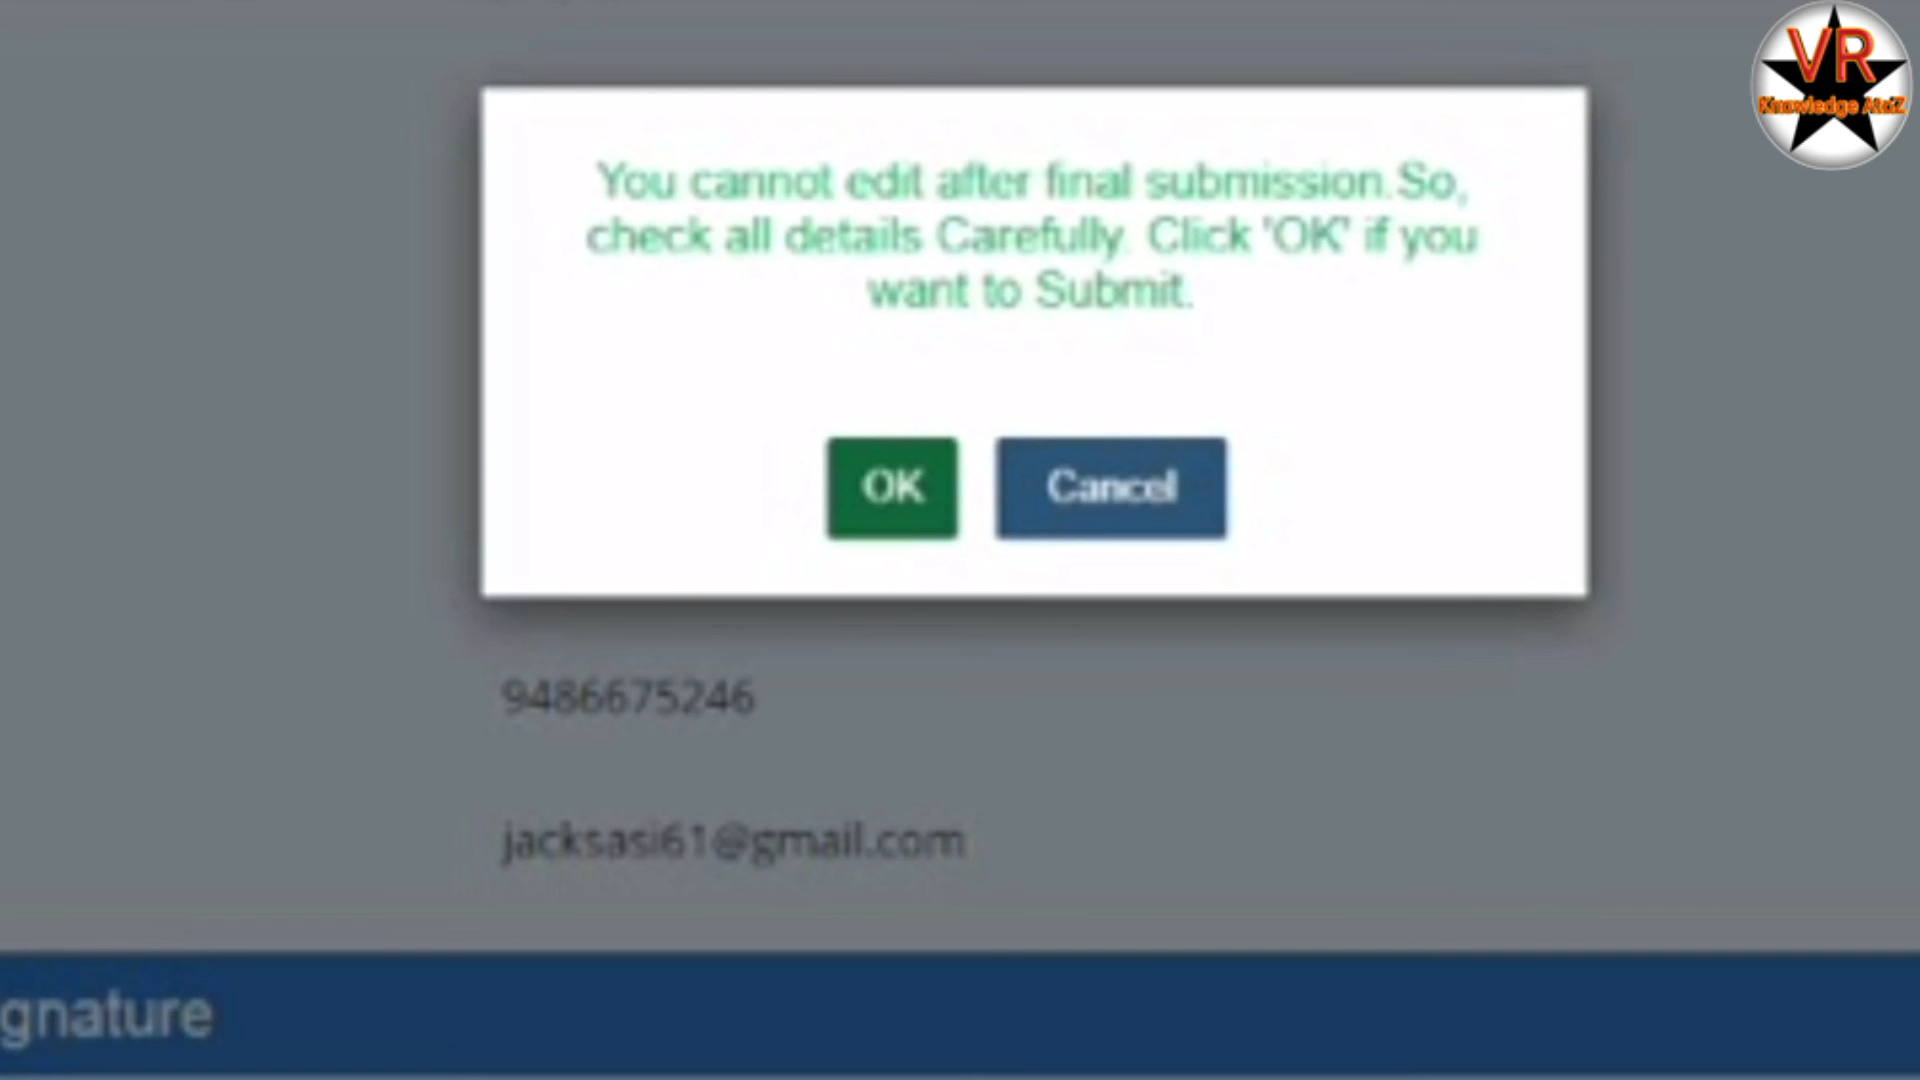 VR
Knowledge AtoZ
You cannot edit after final submission.So,
check all details Carefully. Click 'OK' if you
want to Submit.
OK Cancel
9486675246
jacksasi61@gmail.com
gnature